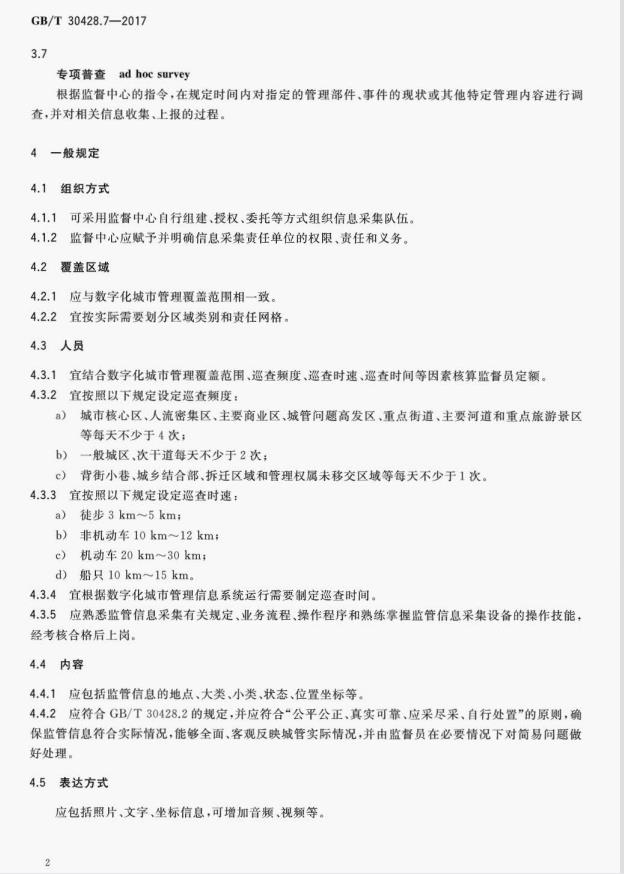 GB/T 30428.7—2017
3.7
专项普查 ad hoc survey
根据监督中心的指令,在规定时间内对指定的管理部件、事件的现状或其他特定管理内容进行调
查,并对相关信息收集、上报的过程。
4 一般规定
4.1 组织方式
4.1.1 可采用监督中心自行组建、授权、委托等方式组织信息采集队伍。
4.1.2 监督中心应赋予并明确信息采集责任单位的权限、责任和义务。
4.2 覆盖区域
4.2.1 应与数字化城市管理覆盖范围相一致。
4.2.2 宜按实际需要划分区域类别和责任网格。
4.3 人员
4.3.1 宜结合数字化城市管理覆盖范围、巡查频度、巡查时速、巡查时间等因素核算监督员定额。
4.3.2 宜按照以下规定设定巡查频度:
a) 城市核心区、人流密集区、主要商业区、城管问题高发区、重点街道、主要河道和重点旅游景区
等每天不少于 4 次;
b) 一般城区、次干道每天不少于 2 次;
c) 背街小巷、城乡结合部、拆迁区域和管理权属未移交区域等每天不少于 1 次。
4.3.3 宜按照以下规定设定巡查时速:
a) 徒步 3 km~5 km;
b) 非机动车 10 km~12 km;
c) 机动车 20 km~30 km;
d) 船只 10 km~15 km。
4.3.4 宜根据数字化城市管理信息系统运行需要制定巡查时间。
4.3.5 应熟悉监管信息采集有关规定、业务流程、操作程序和熟练掌握监管信息采集设备的操作技能,
经考核合格后上岗。
4.4 内容
4.4.1 应包括监管信息的地点、大类、小类、状态、位置坐标等。
4.4.2 应符合 GB/T 30428.2 的规定,并应符合“公平公正、真实可靠、应采尽采、自行处置”的原则,确
保监管信息符合实际情况,能够全面、客观反映城管实际情况,并由监督员在必要情况下对简易问题做
好处理。
4.5 表达方式
应包括照片、文字、坐标信息,可增加音频、视频等。
2